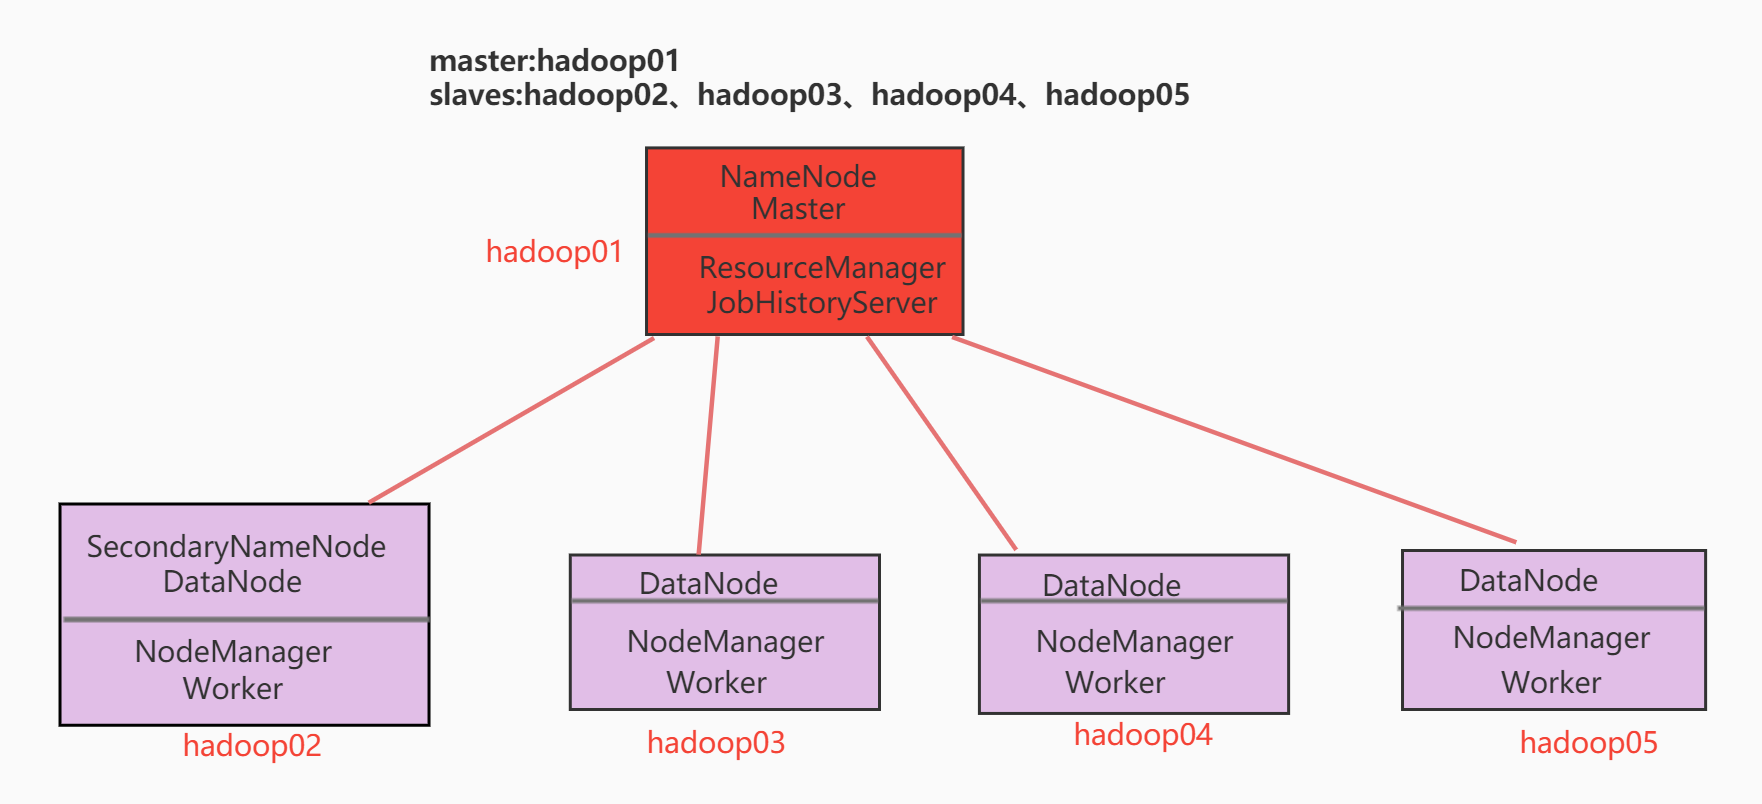 master:hadoop01
slaves:hadoop02、hadoop03、hadoop04、hadoop05
NameNode
Master
hadoop01
ResourceManager
JobHistoryServer
SecondaryNameNode
DataNode
NodeManager
Worker
hadoop02
DataNode
NodeManager
Worker
hadoop03
DataNode
NodeManager
Worker
hadoop04
DataNode
NodeManager
Worker
hadoop05